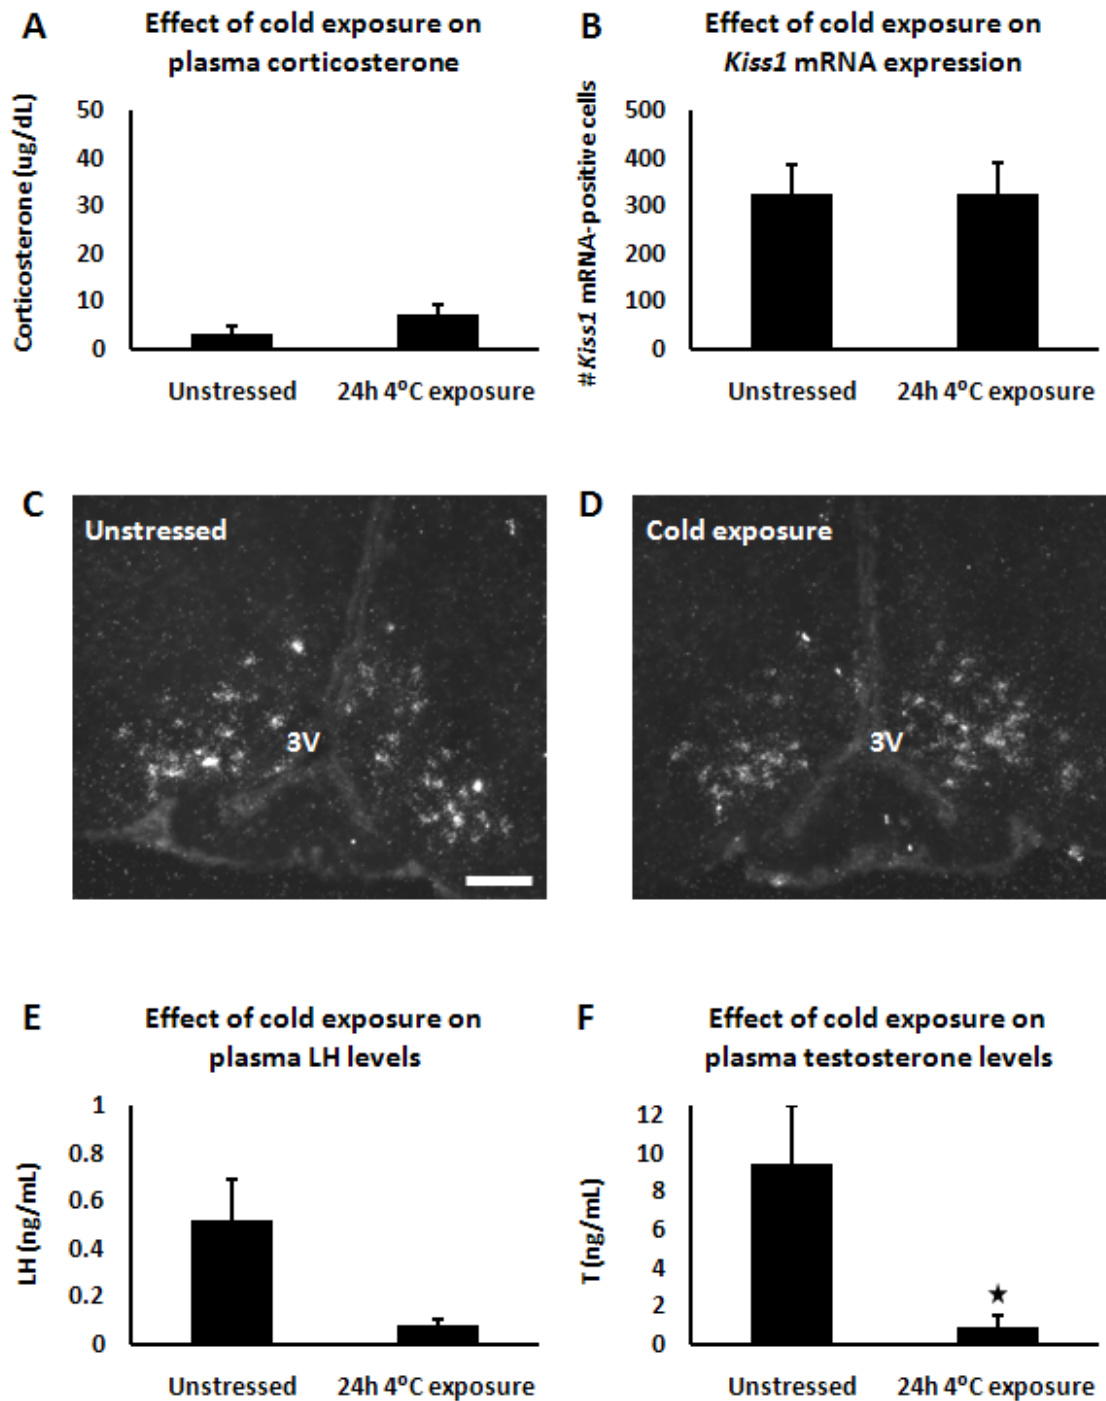 A
Effect of cold exposure on
plasma corticosterone
Corticosterone (ug/dL)
50
40
30
20
10
0
Unstressed
24h 4ºC exposure
B
Effect of cold exposure on
Kiss1 mRNA expression
#Kiss1 mRNA-positive cells
500
400
300
200
100
0
Unstressed
24h 4ºC exposure
C
Unstressed
3V
D
Cold exposure
3V
E
Effect of cold exposure on
plasma LH levels
LH (ng/mL)
1
0.8
0.6
0.4
0.2
0
Unstressed
24h 4ºC exposure
F
Effect of cold exposure on
plasma testosterone levels
T (ng/mL)
12
10
8
6
4
2
0
★
Unstressed
24h 4ºC exposure